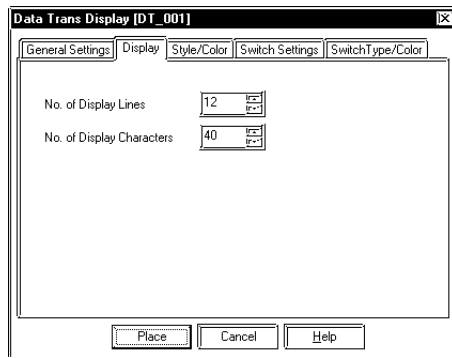 Data Trans Display [DT_001]
General Settings Display Style/Color Switch Settings SwitchType/Color
No. of Display Lines 12
No. of Display Characters 40
Place Cancel Help